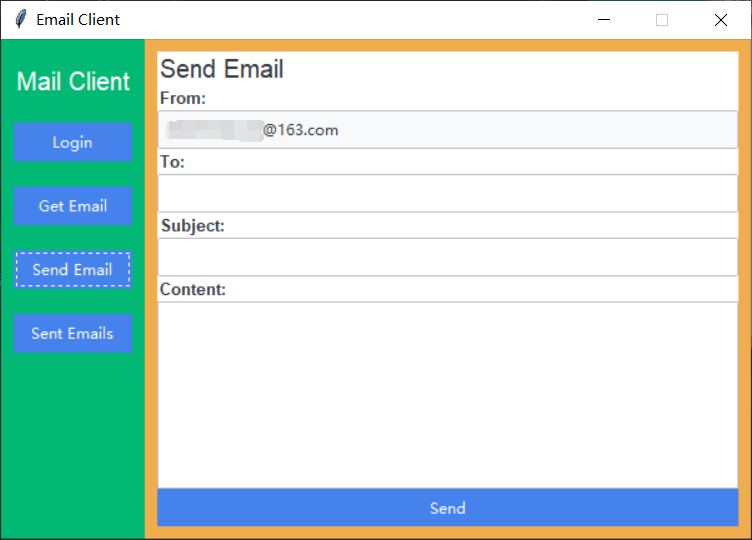 Email Client
Mail Client
Login
Get Email
Send Email
Sent Emails
Send Email
From:
@163.com
To:
Subject:
Content:
Send